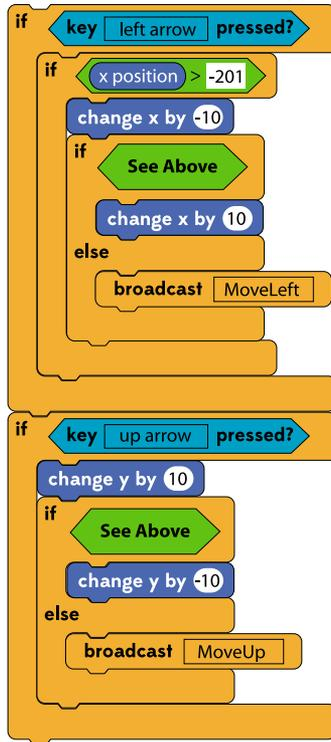 if key left arrow pressed?
if x position > -201
change x by -10
if See Above
change x by 10
else
broadcast MoveLeft
if key up arrow pressed?
change y by 10
if
See Above
change y by -10
else
broadcast MoveUp